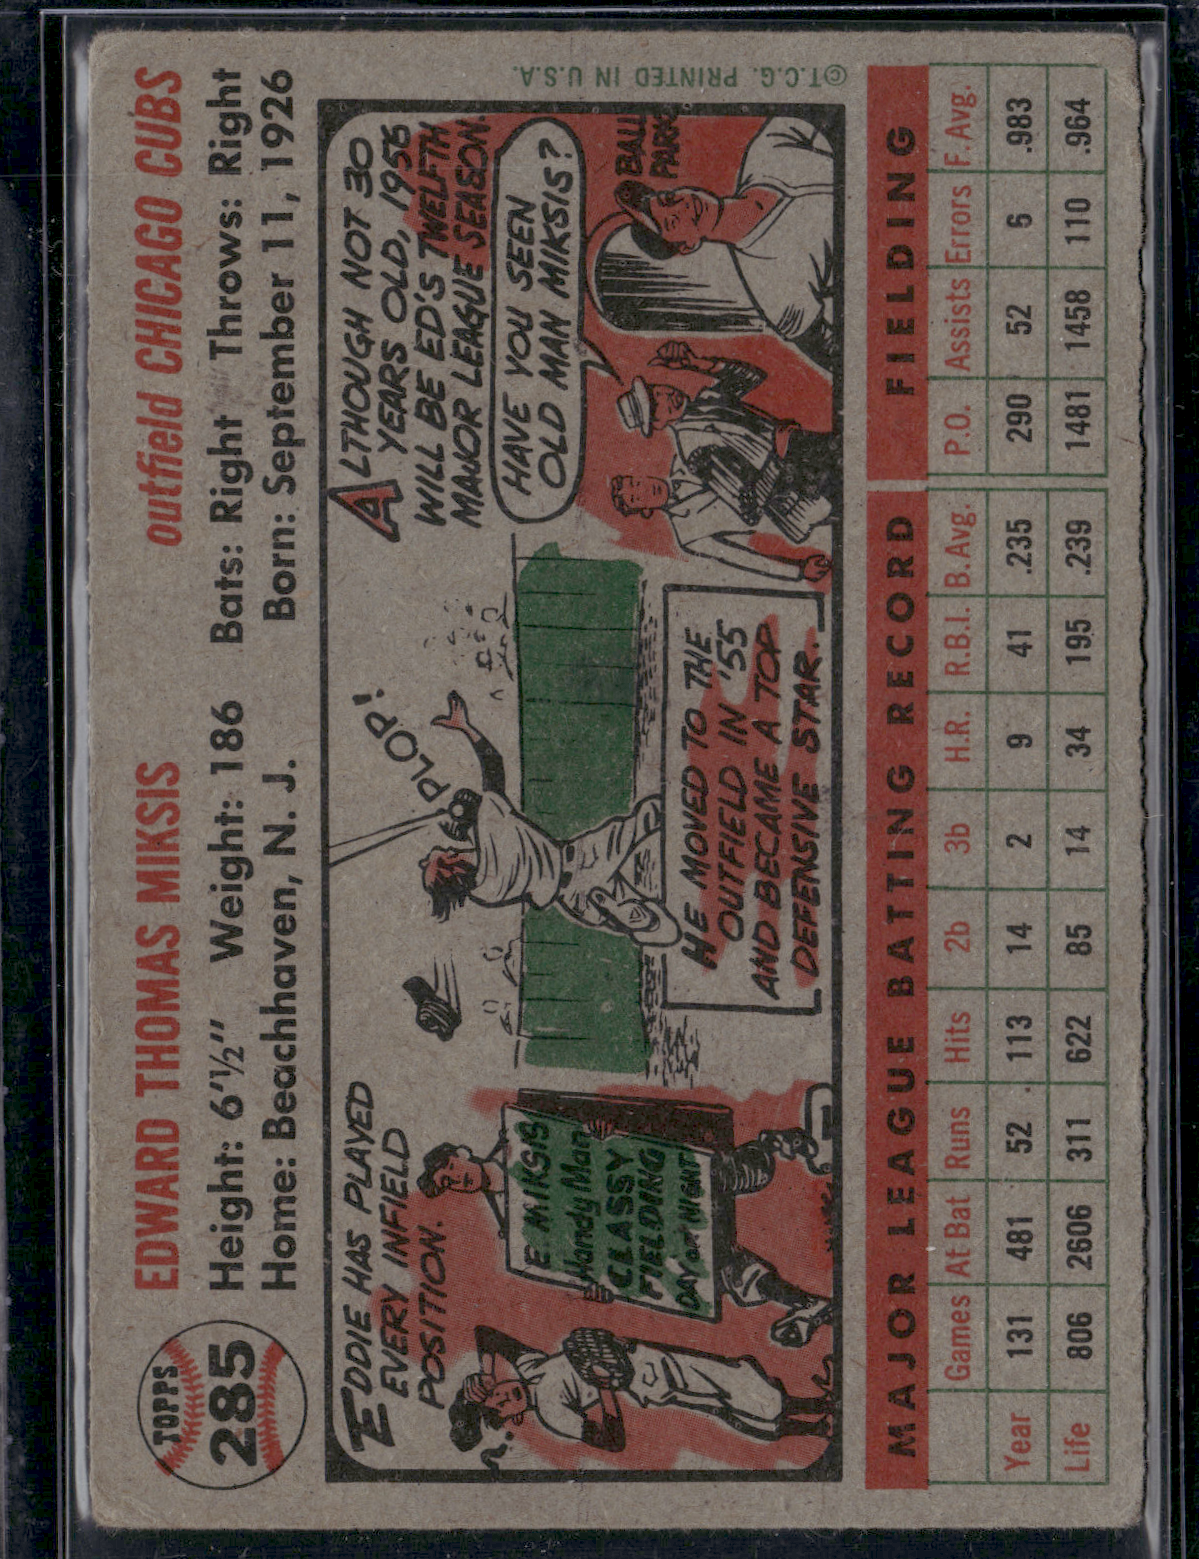 TOPPS
285
EDWARD THOMAS MIKSIS outfield CHICAGO CUBS
Height: 6'1½" Weight: 186 Bats: Right Throws: Right
Home: Beachhaven, N. J. Born: September 11, 1926
EDDIE HAS PLAYED
EVERY INFIELD
POSITION.
E. MIKSIS
Handy Man
CLASSY
FIELDING
DAY OR NIGHT
PLOP!
HE MOVED TO THE
OUTFIELD IN '55
AND BECAME A TOP
DEFENSIVE STAR.
ALTHOUGH NOT 30
YEARS OLD, 1956
WILL BE ED'S TWELFTH
MAJOR LEAGUE SEASON.
HAVE YOU SEEN
OLD MAN MIKSIS?
BALL
PARK
MAJOR LEAGUE BATTING RECORD FIELDING
Games At Bat Runs Hits 2b 3b H.R. R.B.I. B.Avg. P.O. Assists Errors F.Avg.
Year 131 481 52 113 14 2 9 41 .235 290 52 6 .983
Life 806 2606 311 622 85 14 34 195 .239 1481 1458 110 .964
©T.C.G. PRINTED IN U.S.A.